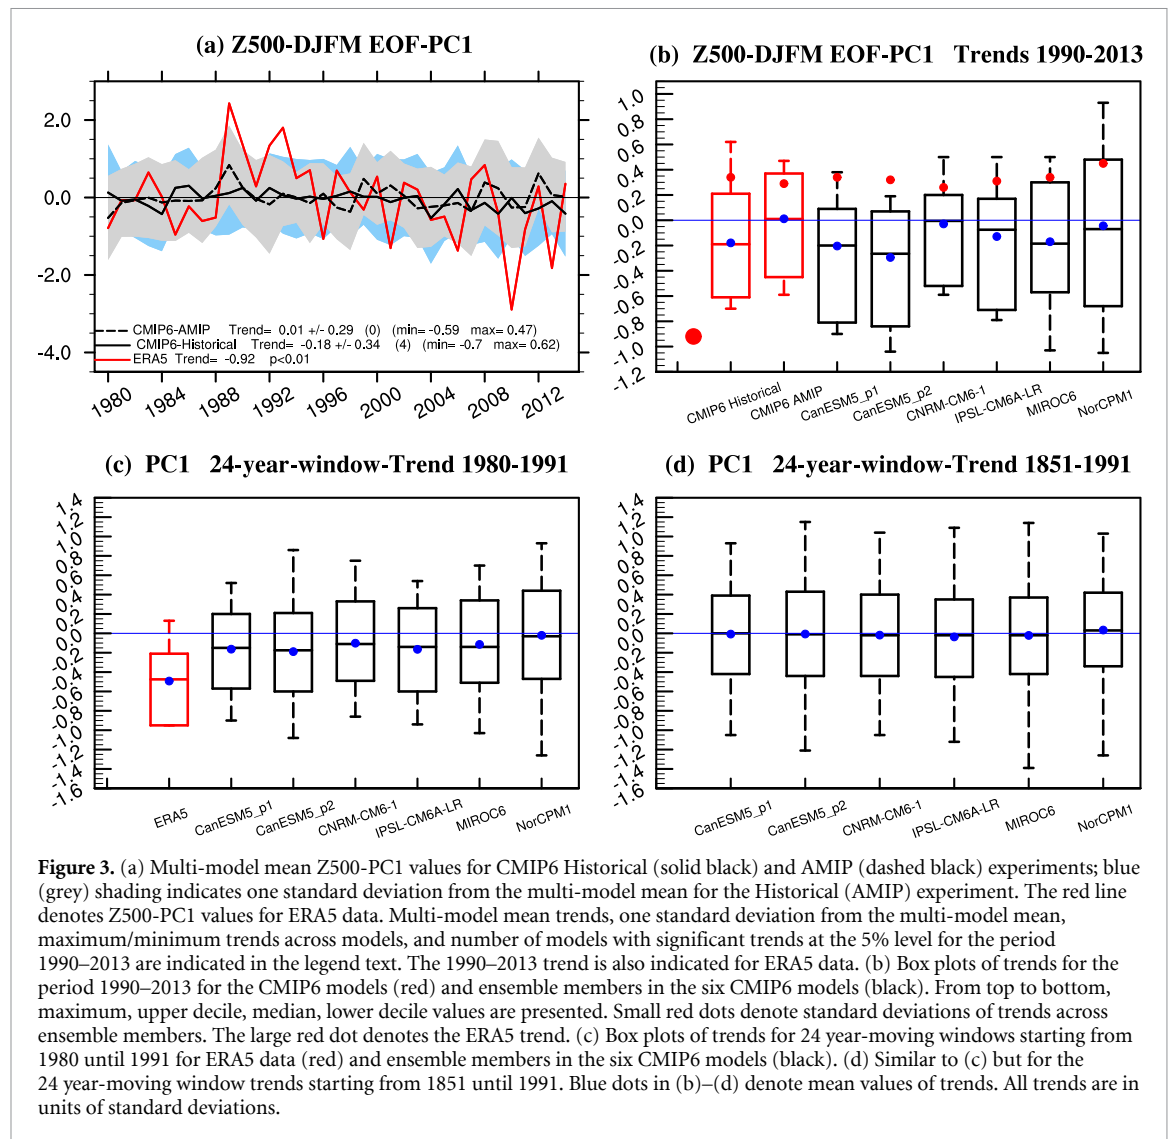 (a) Z500-DJFM EOF-PC1
2.0
0.0
-2.0
-4.0
CMIP6-AMIP Trend= 0.01 +/- 0.29 (0) (min= -0.59 max= 0.47)
CMIP6-Historical Trend= -0.18 +/- 0.34 (4) (min= -0.7 max= 0.62)
ERA5 Trend= -0.92 p<0.01
1980 1984 1988 1992 1996 2000 2004 2008 2012
(b) Z500-DJFM EOF-PC1 Trends 1990-2013
1.0
0.8
0.6
0.4
0.2
0.0
-0.2
-0.4
-0.6
-0.8
-1.0
-1.2
CMIP6 Historical
CMIP6 AMIP
CanESM5_p1
CanESM5_p2
CNRM-CM6-1
IPSL-CM6A-LR
MIROC6
NorCPM1
(c) PC1 24-year-window-Trend 1980-1991
1.4
1.2
1.0
0.8
0.6
0.4
0.2
0.0
-0.2
-0.4
-0.6
-0.8
-1.0
-1.2
-1.4
-1.6
ERA5
CanESM5_p1
CanESM5_p2
CNRM-CM6-1
IPSL-CM6A-LR
MIROC6
NorCPM1
(d) PC1 24-year-window-Trend 1851-1991
1.4
1.2
1.0
0.8
0.6
0.4
0.2
0.0
-0.2
-0.4
-0.6
-0.8
-1.0
-1.2
-1.4
-1.6
CanESM5_p1
CanESM5_p2
CNRM-CM6-1
IPSL-CM6A-LR
MIROC6
NorCPM1
Figure 3. (a) Multi-model mean Z500-PC1 values for CMIP6 Historical (solid black) and AMIP (dashed black) experiments; blue
(grey) shading indicates one standard deviation from the multi-model mean for the Historical (AMIP) experiment. The red line
denotes Z500-PC1 values for ERA5 data. Multi-model mean trends, one standard deviation from the multi-model mean,
maximum/minimum trends across models, and number of models with significant trends at the 5% level for the period
1990–2013 are indicated in the legend text. The 1990–2013 trend is also indicated for ERA5 data. (b) Box plots of trends for the
period 1990–2013 for the CMIP6 models (red) and ensemble members in the six CMIP6 models (black). From top to bottom,
maximum, upper decile, median, lower decile values are presented. Small red dots denote standard deviations of trends across
ensemble members. The large red dot denotes the ERA5 trend. (c) Box plots of trends for 24 year-moving windows starting from
1980 until 1991 for ERA5 data (red) and ensemble members in the six CMIP6 models (black). (d) Similar to (c) but for the
24 year-moving window trends starting from 1851 until 1991. Blue dots in (b)–(d) denote mean values of trends. All trends are in
units of standard deviations.